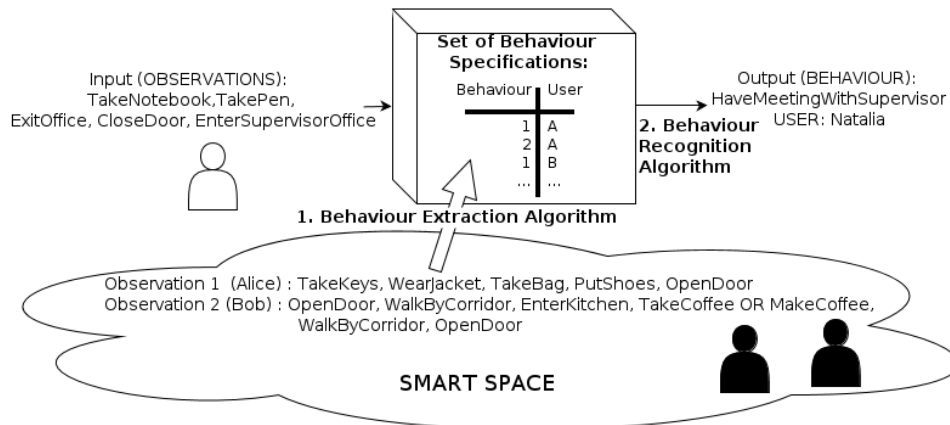 Set of Behaviour
Specifications:
Input (OBSERVATIONS):
TakeNotebook,TakePen,
ExitOffice, CloseDoor, EnterSupervisorOffice
Behaviour User
1 A
2 A
1 B
... ...
Output (BEHAVIOUR):
HaveMeetingWithSupervisor
USER: Natalia
2. Behaviour
Recognition
Algorithm
1. Behaviour Extraction Algorithm
Observation 1 (Alice) : TakeKeys, WearJacket, TakeBag, PutShoes, OpenDoor
Observation 2 (Bob) : OpenDoor, WalkByCorridor, EnterKitchen, TakeCoffee OR MakeCoffee,
WalkByCorridor, OpenDoor
SMART SPACE